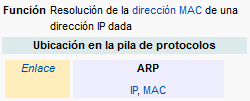 Función Resolución de la dirección MAC de una
dirección IP dada
Ubicación en la pila de protocolos
Enlace ARP
IP, MAC